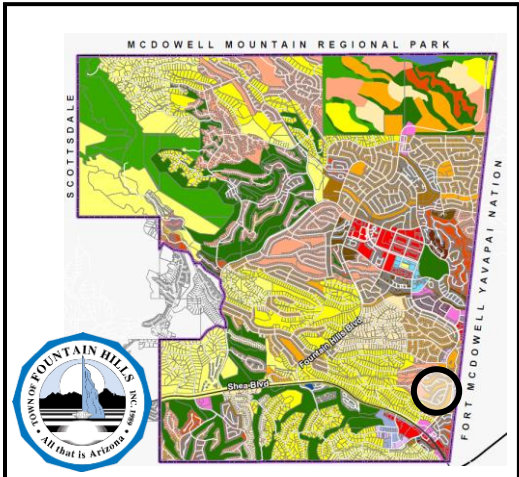 MCDOWELL MOUNTAIN REGIONAL PARK
SCOTTSDALE
FORT MCDOWELL YAVAPAI NATION
Fountain Hills Blvd
Shea Blvd
TOWN OF FOUNTAIN HILLS INC. 1989
All that is Arizona